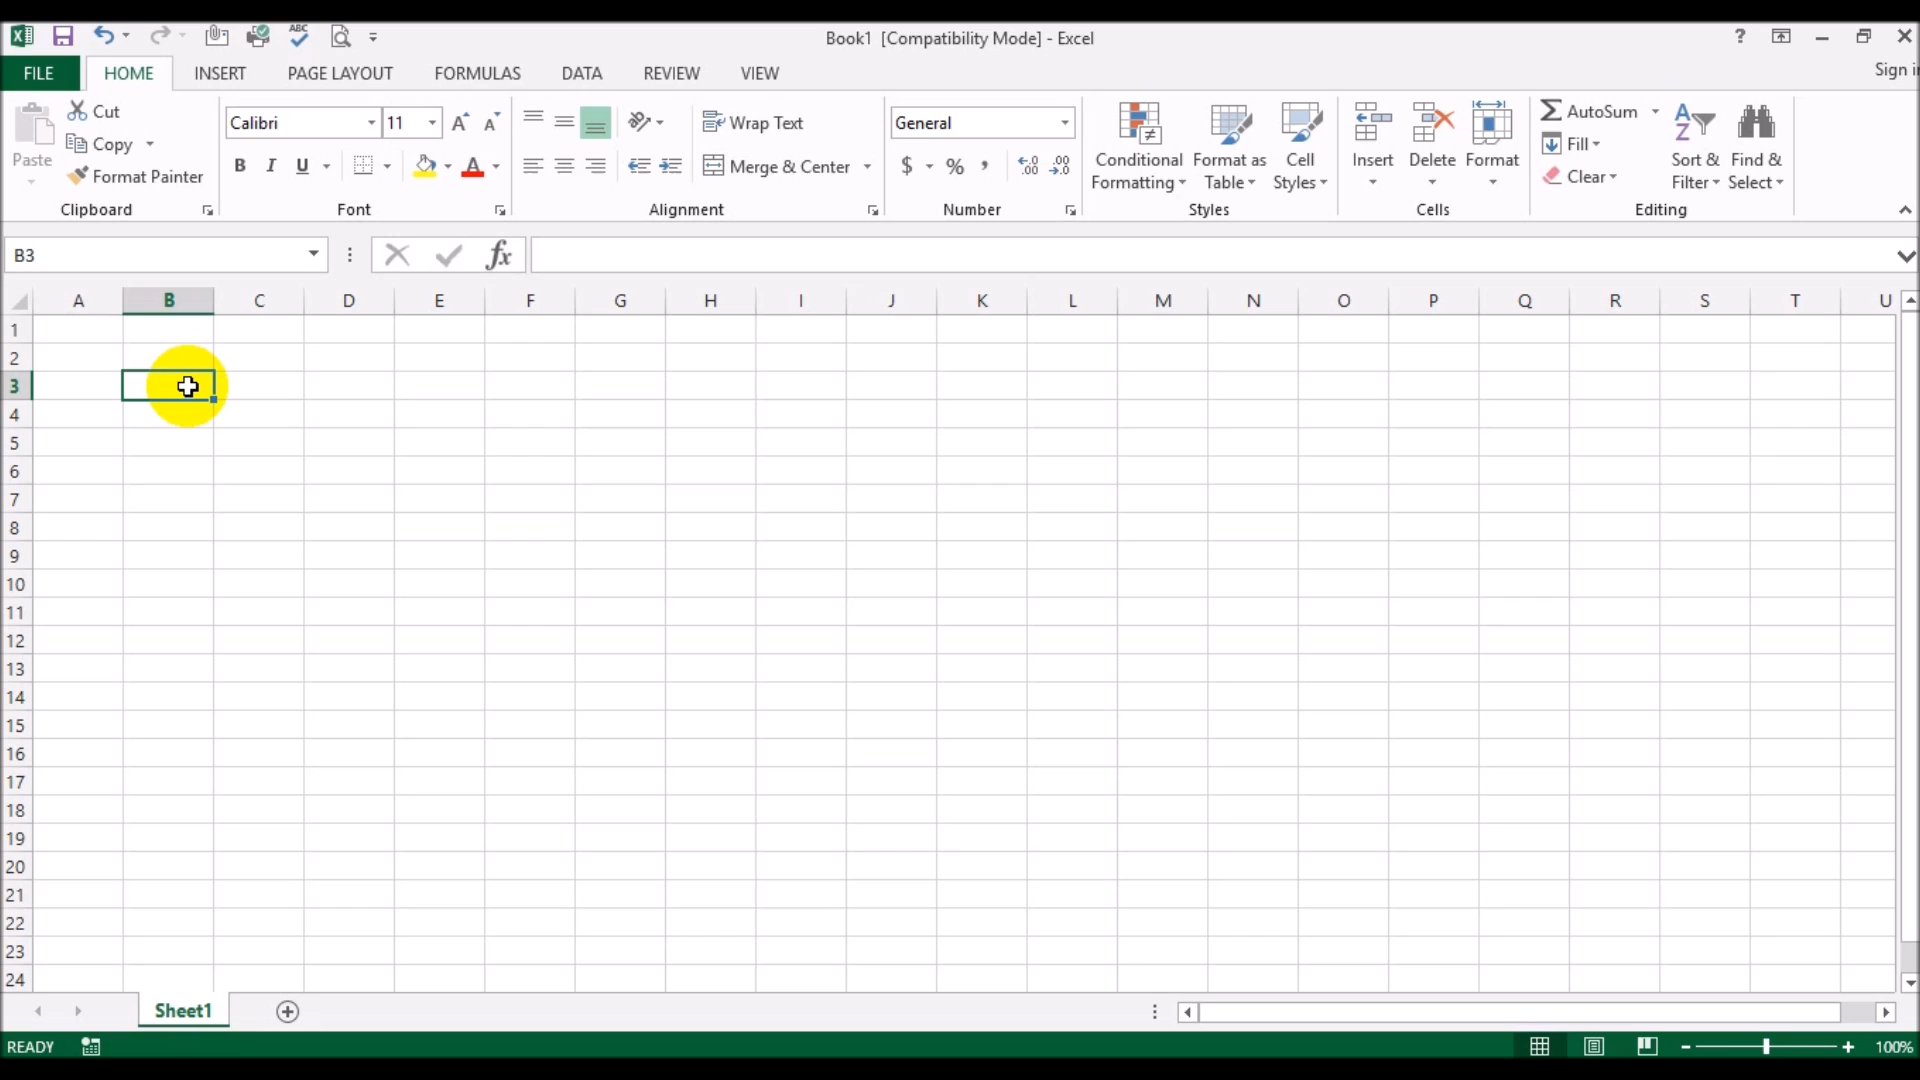 Book1 [Compatibility Mode] - Excel
?
Sign i
FILE HOME INSERT PAGE LAYOUT FORMULAS DATA REVIEW VIEW
Paste
Cut
Copy
Format Painter
Clipboard
Calibri 11
B I U
Font
Wrap Text
Merge & Center
Alignment
General
$ % ,
Number
Conditional Formatting
Format as Table
Cell Styles
Styles
Insert
Delete
Format
Cells
AutoSum
Fill
Clear
Sort & Filter
Find & Select
Editing
B3
fx
A B C D E F G H I J K L M N O P Q R S T U
1
2
3
4
5
6
7
8
9
10
11
12
13
14
15
16
17
18
19
20
21
22
23
24
Sheet1
READY
100%